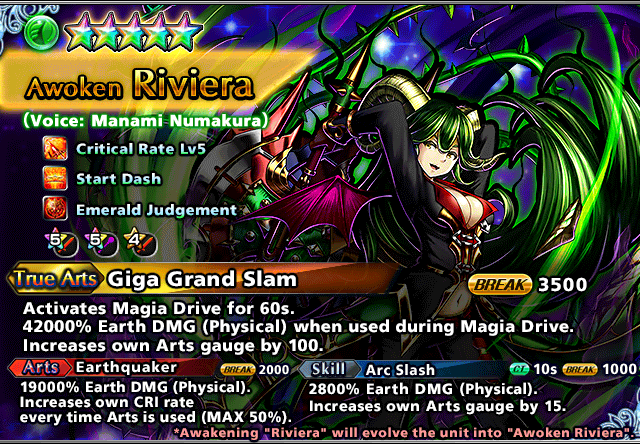 Awoken Riviera
(Voice: Manami Numakura)
Critical Rate Lv5
Start Dash
Emerald Judgement
5 5 4
True Arts Giga Grand Slam BREAK 3500
Activates Magia Drive for 60s.
42000% Earth DMG (Physical) when used during Magia Drive.
Increases own Arts gauge by 100.
Arts Earthquaker BREAK 2000
19000% Earth DMG (Physical).
Increases own CRI rate
every time Arts is used (MAX 50%).
Skill Arc Slash CT 10s BREAK 1000
2800% Earth DMG (Physical).
Increases own Arts gauge by 15.
*Awakening "Riviera" will evolve the unit into "Awoken Riviera".